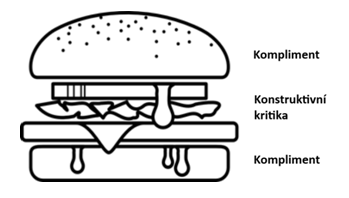 Kompliment
Konstruktivní
kritika
Kompliment